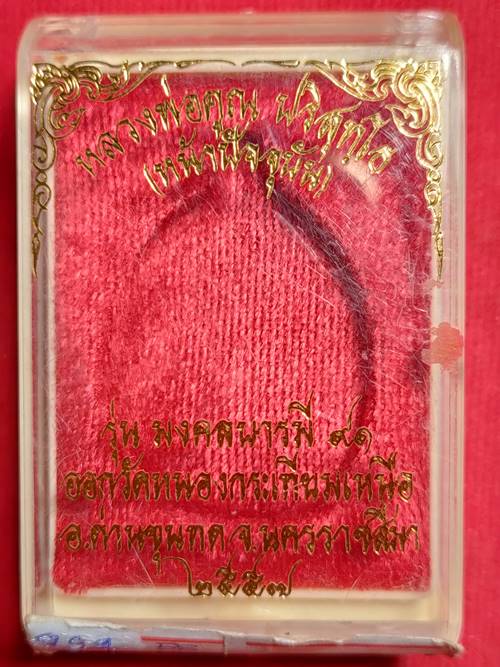 หลวงพ่อคูณ ปริสุทฺโธ
(หน้าปัจจุบัน)
รุ่น มงคลบารมี ๙๑
ออกวัดหนองกระเทียมเหนือ
อ.ด่านขุนทด จ.นครราชสีมา
๒๕๕๗